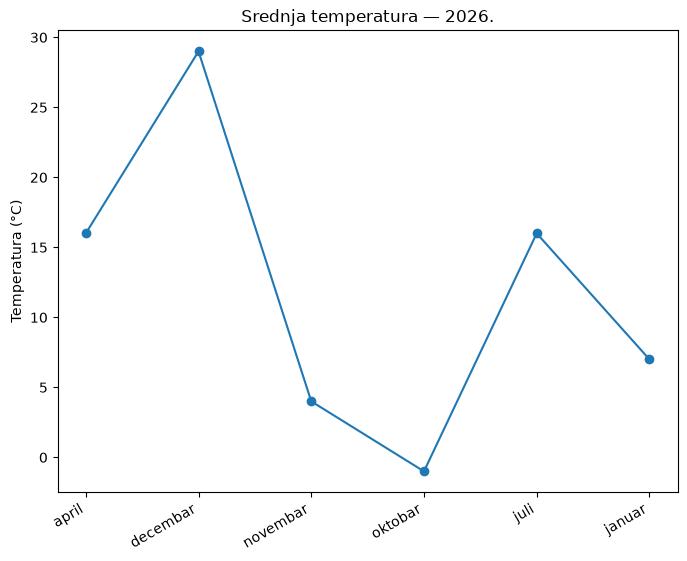 Srednja temperatura — 2026.
Temperatura (°C)
30
25
20
15
10
5
0
april
decembar
novembar
oktobar
juli
januar